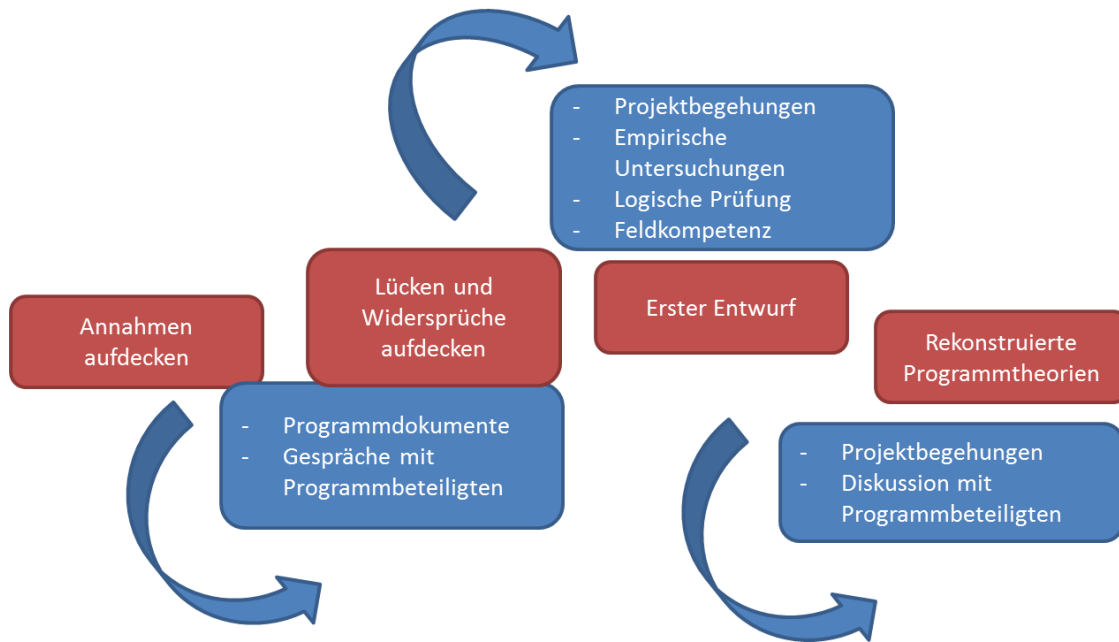 Annahmen
aufdecken
- Programmdokumente
- Gespräche mit
Programmbeteiligten
Lücken und
Widersprüche
aufdecken
- Projektbegehungen
- Empirische
Untersuchungen
- Logische Prüfung
- Feldkompetenz
Erster Entwurf
- Projektbegehungen
- Diskussion mit
Programmbeteiligten
Rekonstruierte
Programmtheorien